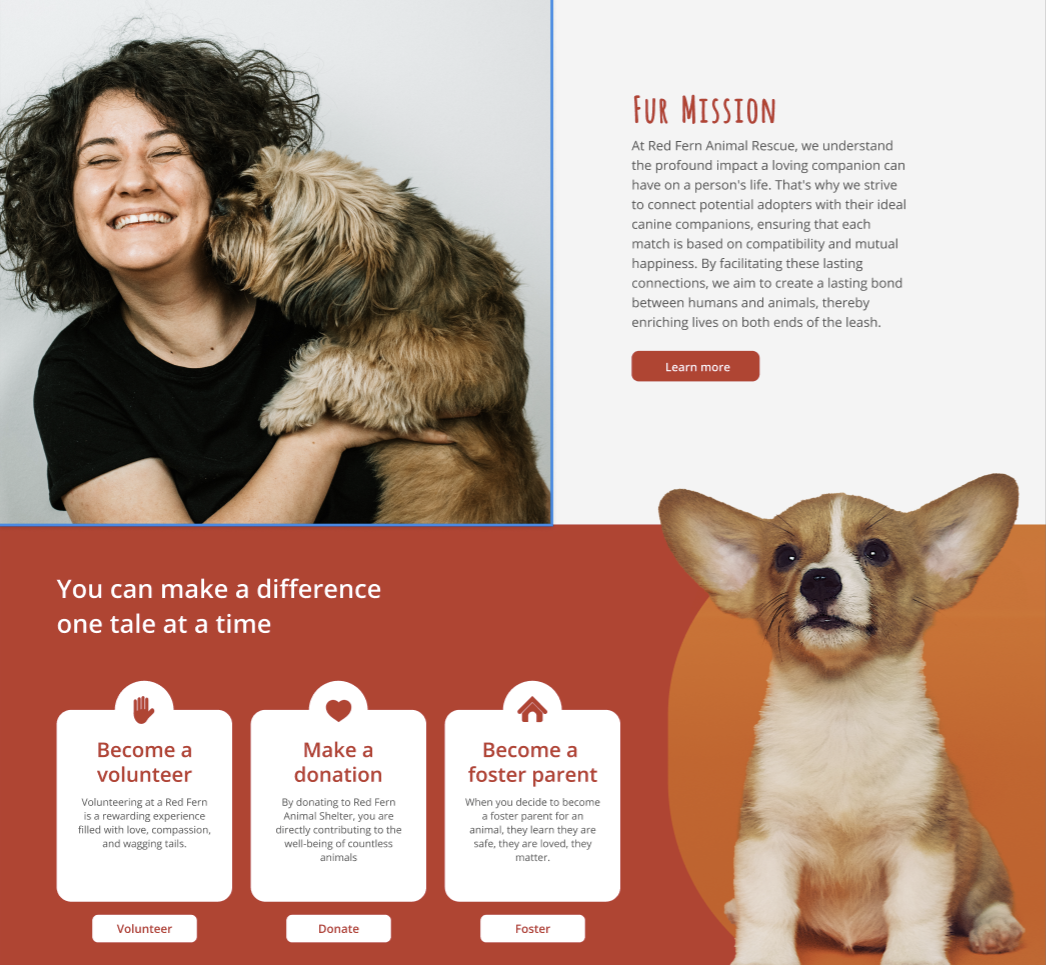 Fur Mission
At Red Fern Animal Rescue, we understand
the profound impact a loving companion can
have on a person's life. That's why we strive
to connect potential adopters with their ideal
canine companions, ensuring that each
match is based on compatibility and mutual
happiness. By facilitating these lasting
connections, we aim to create a lasting bond
between humans and animals, thereby
enriching lives on both ends of the leash.
Learn more
You can make a difference
one tale at a time
Become a
volunteer
Volunteering at a Red Fern
is a rewarding experience
filled with love, compassion,
and wagging tails.
Volunteer
Make a
donation
By donating to Red Fern
Animal Shelter, you are
directly contributing to the
well-being of countless
animals
Donate
Become a
foster parent
When you decide to become
a foster parent for an
animal, they learn they are
safe, they are loved, they
matter.
Foster